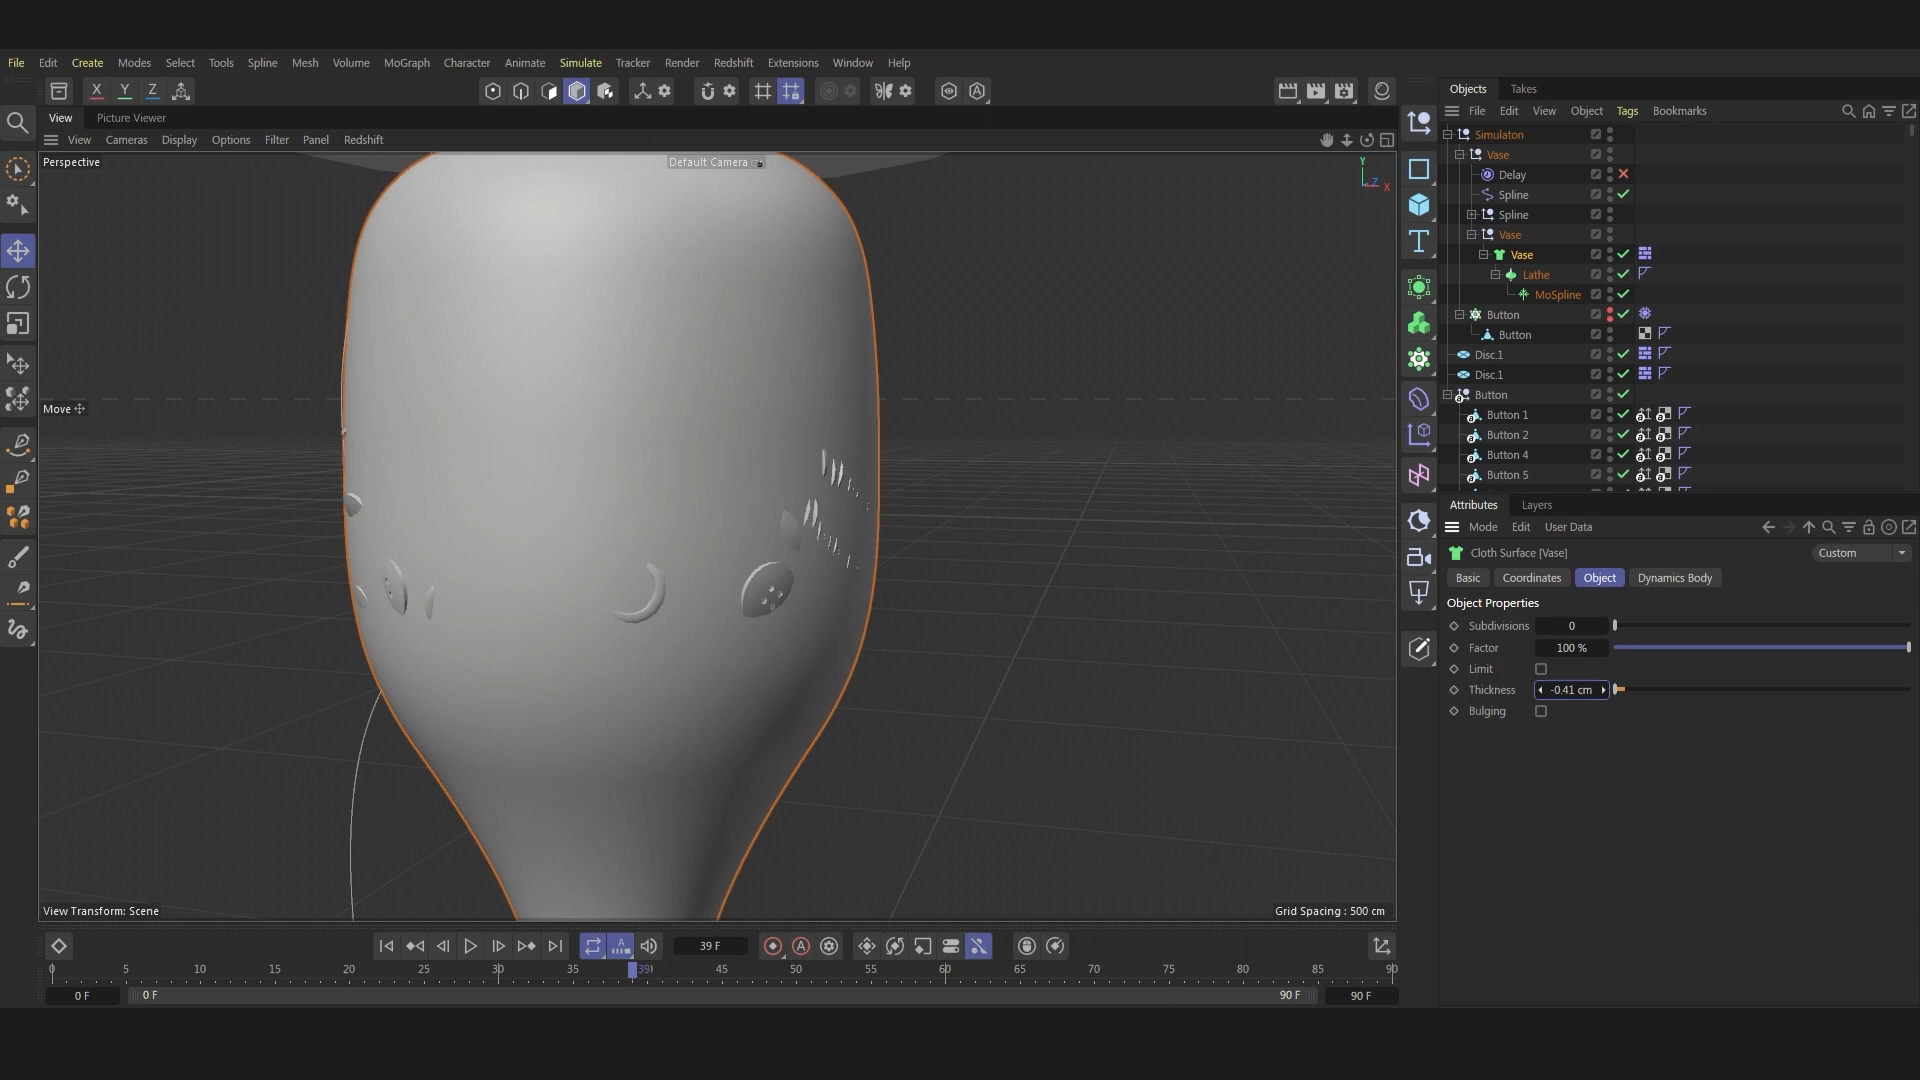 File Edit Create Modes Select Tools Spline Mesh Volume MoGraph Character Animate Simulate Tracker Render Redshift Extensions Window Help
X Y Z
View Picture Viewer
View Cameras Display Options Filter Panel Redshift
Perspective
Default Camera
Y
Z X
Move
View Transform: Scene
Grid Spacing : 500 cm
39 F
0 5 10 15 20 25 30 35 39 45 50 55 60 65 70 75 80 85 90
0 F 0 F 90 F 90 F
Objects Takes
File Edit View Object Tags Bookmarks
Simulaton
Vase
Delay
Spline
Spline
Vase
Vase
Lathe
MoSpline
Button
Button
Disc.1
Disc.1
Button
Button 1
Button 2
Button 4
Button 5
Attributes Layers
Mode Edit User Data
Cloth Surface [Vase] Custom
Basic Coordinates Object Dynamics Body
Object Properties
Subdivisions 0
Factor 100 %
Limit
Thickness -0.41 cm
Bulging